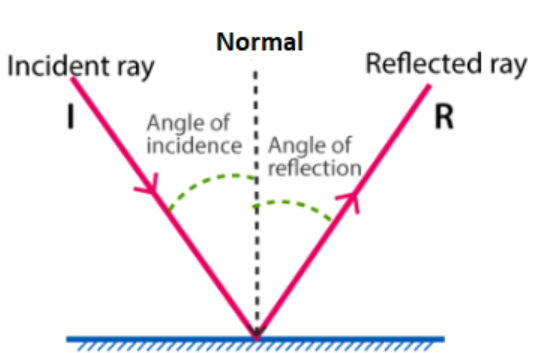 Normal
Incident ray
Reflected ray
I
R
Angle of
incidence
Angle of
reflection